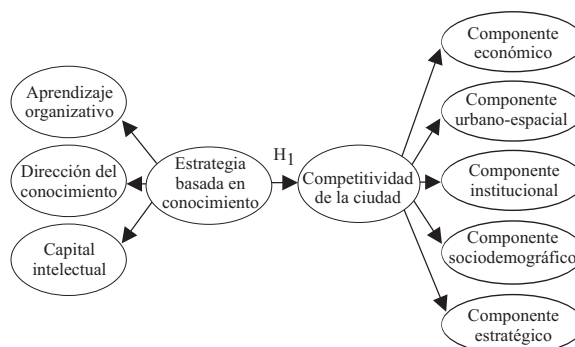 Aprendizaje
organizativo
Dirección del
conocimiento
Capital
intelectual
Estrategia
basada en
conocimiento
H1
Competitividad
de la ciudad
Componente
económico
Componente
urbano-espacial
Componente
institucional
Componente
sociodemográfico
Componente
estratégico